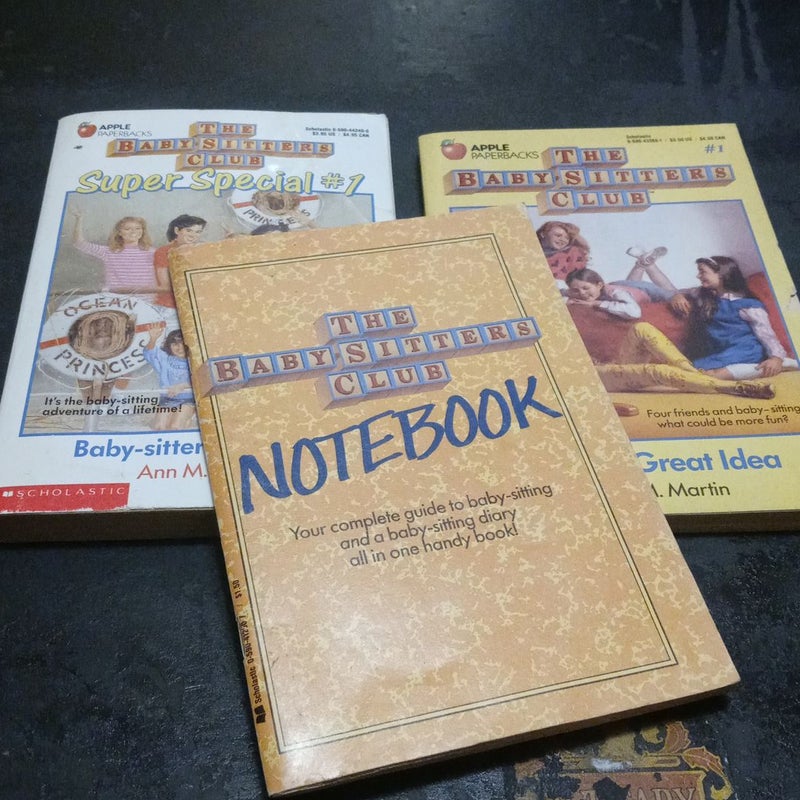 APPLE
PAPERBACKS
THE
BABY-SITTERS
CLUB
Super Special #1
PRINCESS
OCEAN
PRINCESS
It's the baby-sitting
adventure of a lifetime!
Baby-sitter
Ann M.
SCHOLASTIC
APPLE
PAPERBACKS
Scholastic
#1
THE
BABY-SITTERS
CLUB
Four friends and baby-sitting
what could be more fun?
Great Idea
M. Martin
THE
BABY-SITTERS
CLUB
NOTEBOOK
Your complete guide to baby-sitting
and a baby-sitting diary
all in one handy book!
Scholastic